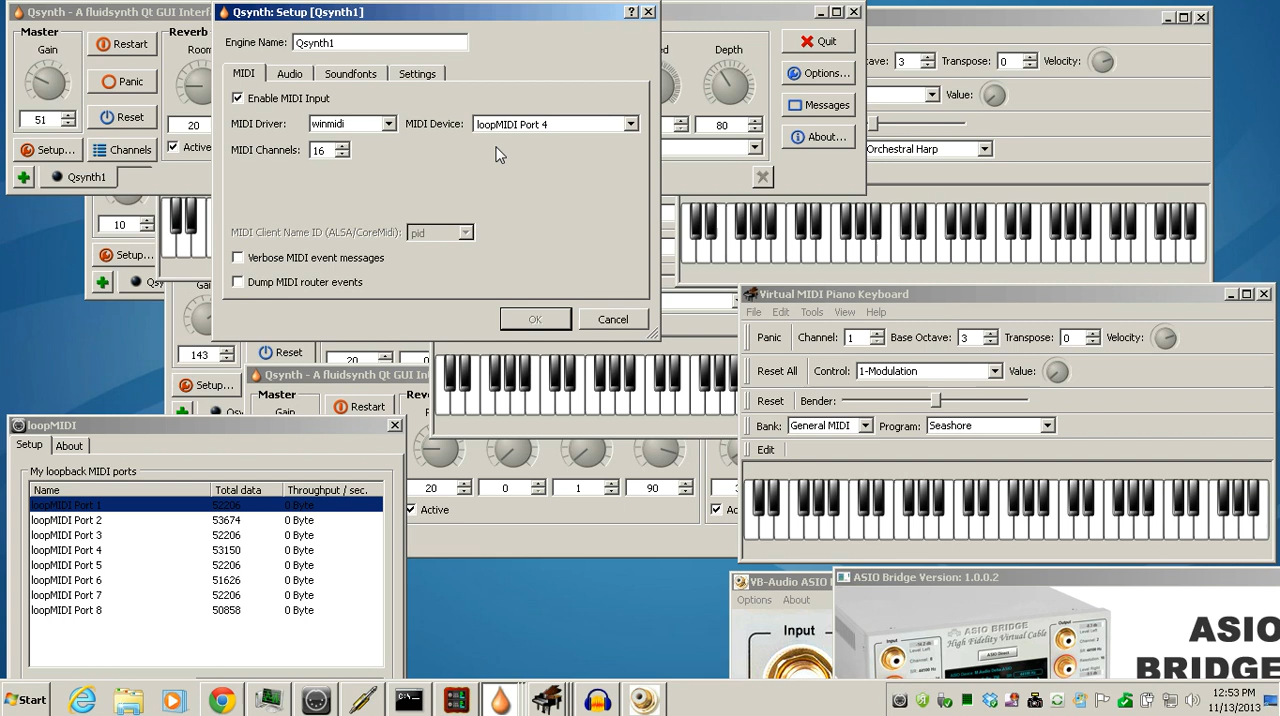 Qsynth - A fluidsynth Qt GUI Interf
Master
Reverb
Gain
Restart
Room
Panic
51
Reset
20
Setup...
Channels
Active
Qsynth1
Qsynth: Setup [Qsynth1]
Engine Name: Qsynth1
MIDI
Audio
Soundfonts
Settings
Enable MIDI Input
MIDI Driver: winmidi
MIDI Device: loopMIDI Port 4
MIDI Channels: 16
MIDI Client Name ID (ALSA/CoreMidi): pid
Verbose MIDI event messages
Dump MIDI router events
OK
Cancel
Depth
80
Quit
Options...
Messages
About...
3 Transpose: 0 Velocity:
Value:
Orchestral Harp
10
Setup...
143
Reset
20
Setup...
Qsynth - A fluidsynth Qt GUI Int
Master
Gain
Restart
Virtual MIDI Piano Keyboard
File Edit Tools View Help
Panic Channel: 1 Base Octave: 3 Transpose: 0 Velocity:
Reset All Control: 1-Modulation Value:
Reset Bender:
Bank: General MIDI Program: Seashore
Edit
20 0 1 90
Active
loopMIDI
Setup About
My loopback MIDI ports
Name Total data Throughput / sec.
loopMIDI Port 1 52206 0 Byte
loopMIDI Port 2 53674 0 Byte
loopMIDI Port 3 52206 0 Byte
loopMIDI Port 4 53150 0 Byte
loopMIDI Port 5 52206 0 Byte
loopMIDI Port 6 51626 0 Byte
loopMIDI Port 7 52206 0 Byte
loopMIDI Port 8 50858 0 Byte
VB-Audio ASIO
Options About
Input
ASIO Bridge Version: 1.0.0.2
ASIO BRIDGE
High Fidelity Virtual Cable
Input
Output
ASIO
BRIDGE
Start
12:53 PM
11/13/2013